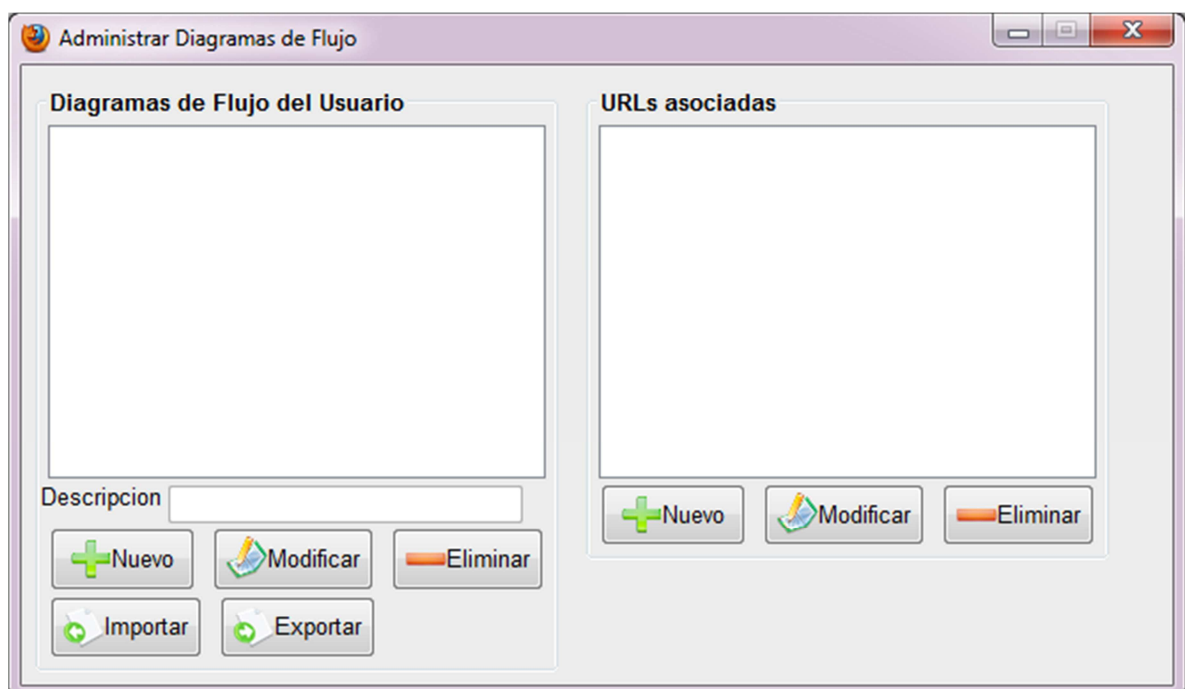 Administrar Diagramas de Flujo
Diagramas de Flujo del Usuario
Descripcion
Nuevo Modificar Eliminar
Importar Exportar
URLs asociadas
Nuevo Modificar Eliminar